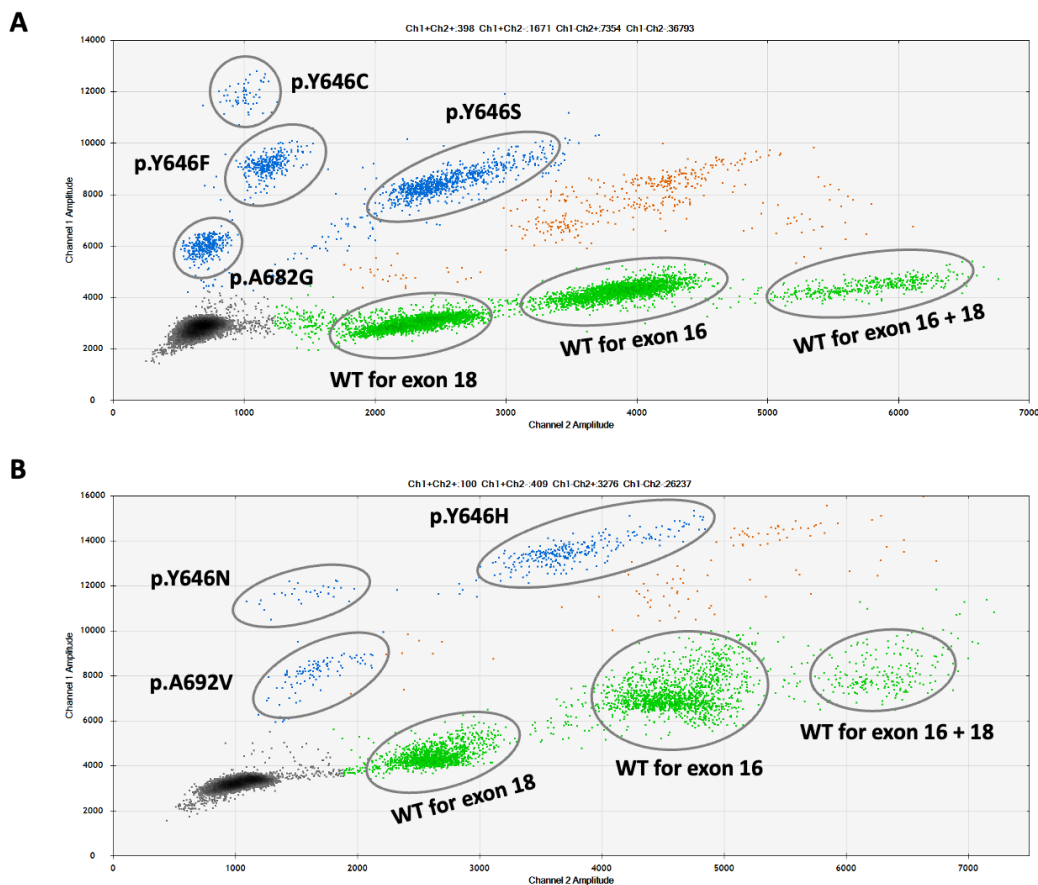 A
Ch1+Ch2+:398 Ch1+Ch2-:1671 Ch1-Ch2+:7354 Ch1-Ch2-:36793
14000
12000
10000
8000
6000
4000
2000
0
Channel 1 Amplitude
p.Y646C
p.Y646S
p.Y646F
p.A682G
WT for exon 18
WT for exon 16
WT for exon 16 + 18
0 1000 2000 3000 4000 5000 6000 7000
Channel 2 Amplitude
B
Ch1+Ch2+:100 Ch1+Ch2-:409 Ch1-Ch2+:3276 Ch1-Ch2-:26237
16000
14000
12000
10000
8000
6000
4000
2000
0
Channel 1 Amplitude
p.Y646H
p.Y646N
p.A692V
WT for exon 18
WT for exon 16
WT for exon 16 + 18
0 1000 2000 3000 4000 5000 6000 7000
Channel 2 Amplitude